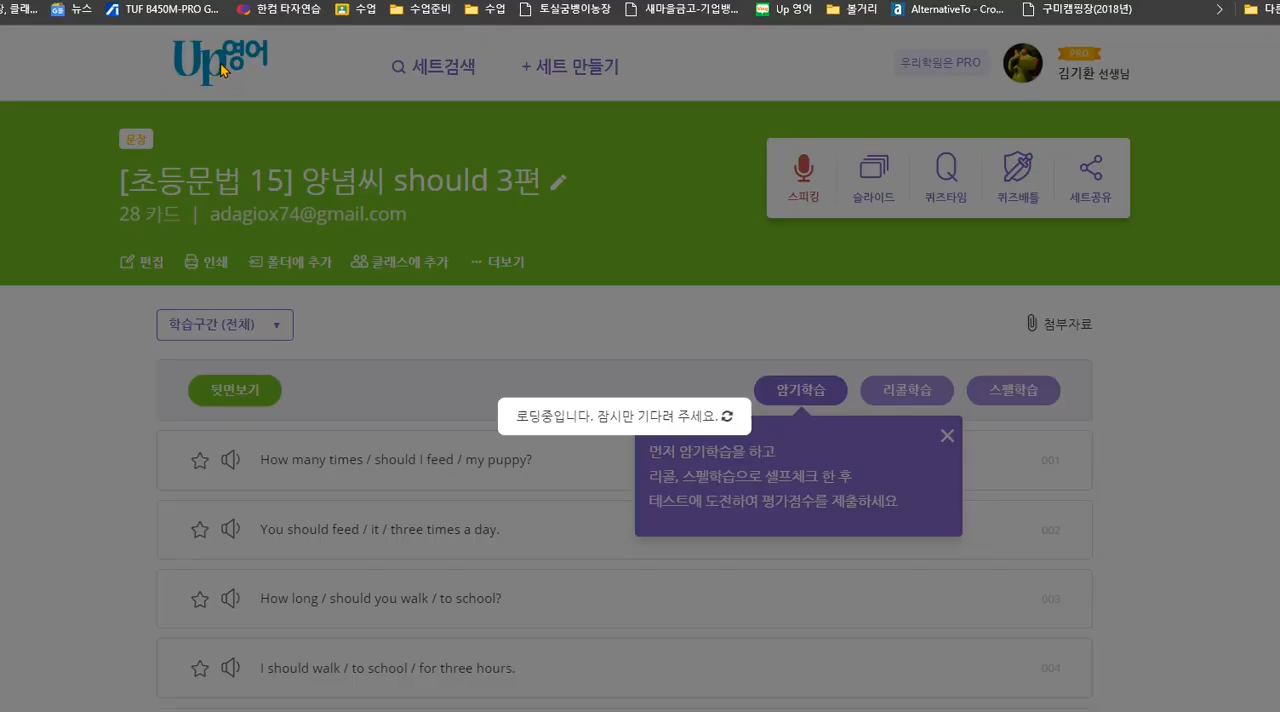 뉴스
TUF B450M-PRO G...
한컴 타자연습
수업
수업준비
수업
토실굼벵이농장
새마을금고-기업뱅...
Up 영어
볼거리
AlternativeTo - Cro...
구미캠핑장(2018년)
Up영어
세트검색
+ 세트 만들기
우리학원은 PRO
PRO
김기환 선생님
문장
[초등문법 15] 양념씨 should 3편
28 카드 | adagiox74@gmail.com
스피킹
슬라이드
퀴즈타임
퀴즈배틀
세트공유
편집
인쇄
폴더에 추가
클래스에 추가
··· 더보기
학습구간 (전체) ▼
첨부자료
뒷면보기
암기학습
리콜학습
스펠학습
로딩중입니다. 잠시만 기다려 주세요.
먼저 암기학습을 하고
리콜, 스펠학습으로 셀프체크 한 후
테스트에 도전하여 평가점수를 제출하세요
How many times / should I feed / my puppy?
001
You should feed / it / three times a day.
002
How long / should you walk / to school?
003
I should walk / to school / for three hours.
004